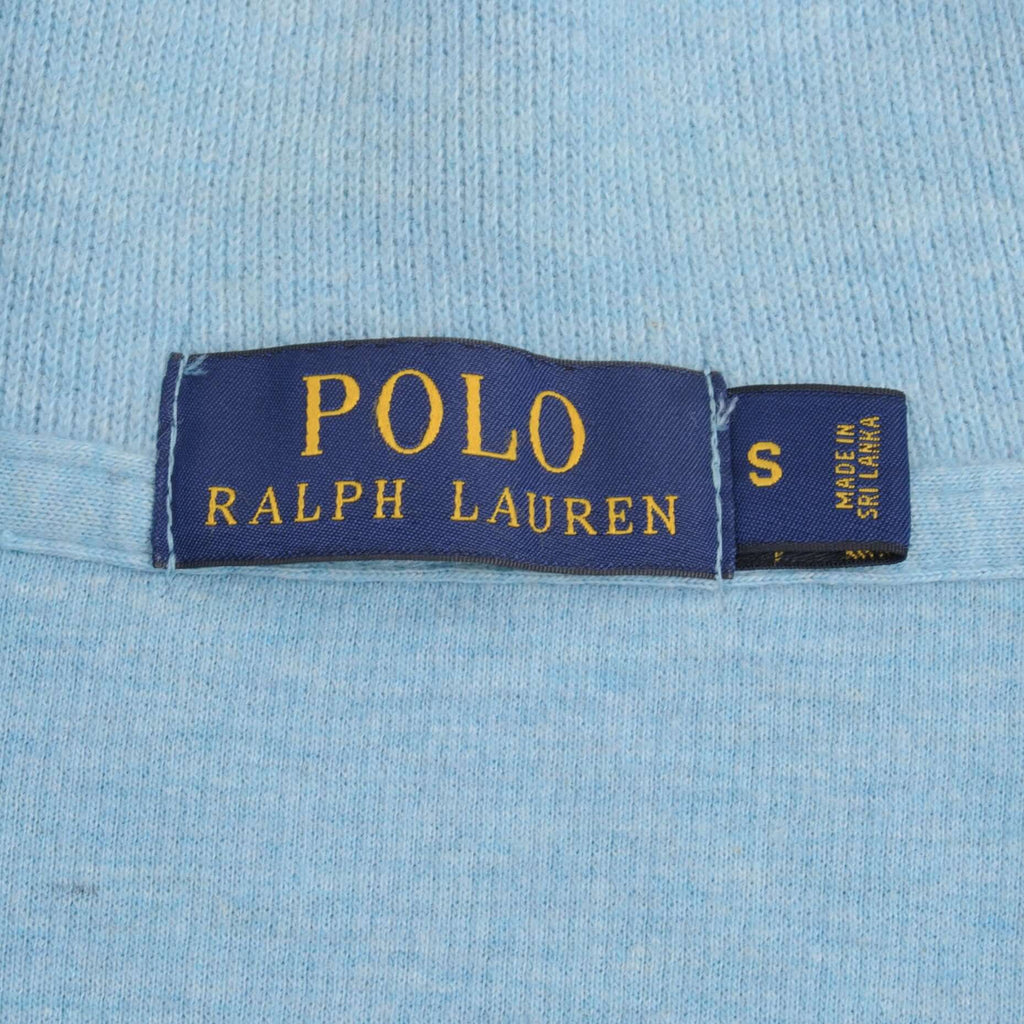 POLO
RALPH LAUREN
S
MADE IN
SRI LANKA